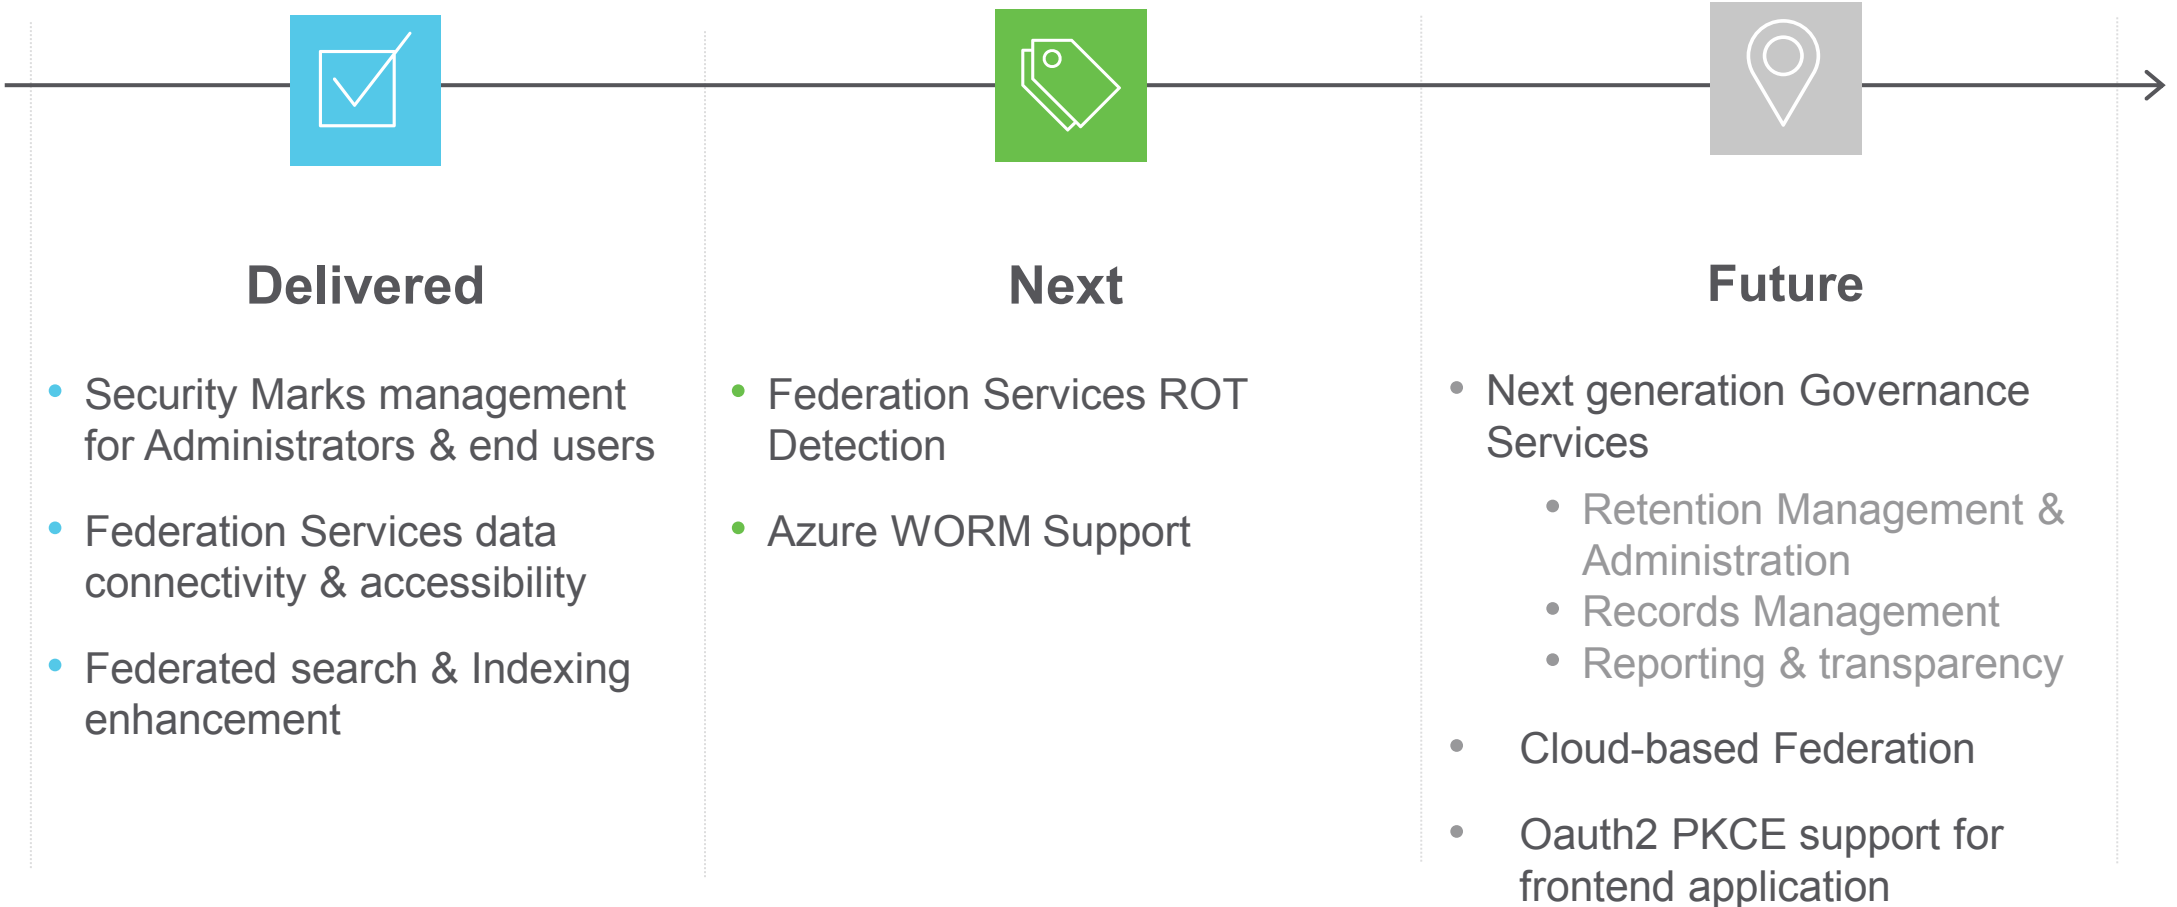 Delivered
• Security Marks management
for Administrators & end users
• Federation Services data
connectivity & accessibility
• Federated search & Indexing
enhancement
Next
• Federation Services ROT
Detection
• Azure WORM Support
Future
• Next generation Governance
Services
• Retention Management &
Administration
• Records Management
• Reporting & transparency
• Cloud-based Federation
• Oauth2 PKCE support for
frontend application